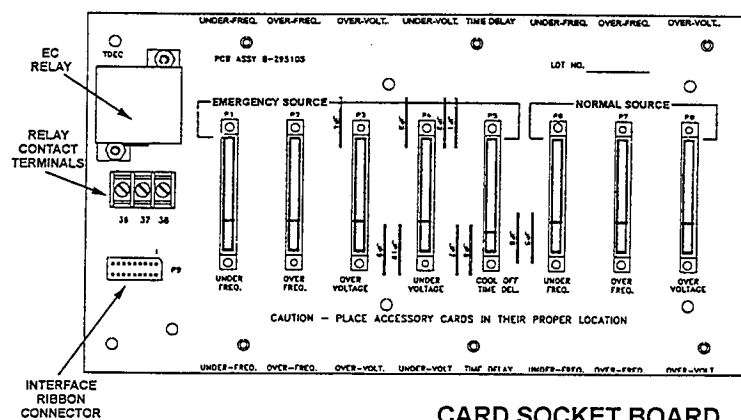 UNDER-FREQ. OVER-FREQ. OVER-VOLT. UNDER-VOLT. TIME DELAY UNDER-FREQ. OVER-FREQ. OVER-VOLT.
TDEC
PCB ASSY 8-295105
LOT NO.
EC
RELAY
EMERGENCY SOURCE
NORMAL SOURCE
P1 P2 P3 P4 P5 P6 P7 P8
RELAY
CONTACT
TERMINALS
36 37 38
1
P9
UNDER
FREQ.
OVER
FREQ.
OVER
VOLTAGE
UNDER
VOLTAGE
COOL OFF
TIME DEL.
UNDER
FREQ.
OVER
FREQ.
OVER
VOLTAGE
CAUTION – PLACE ACCESSORY CARDS IN THEIR PROPER LOCATION
UNDER-FREQ. OVER-FREQ. OVER-VOLT. UNDER-VOLT TIME DELAY UNDER-FREQ. OVER-FREQ. OVER-VOLT
INTERFACE
RIBBON
CONNECTOR
CARD SOCKET BOARD